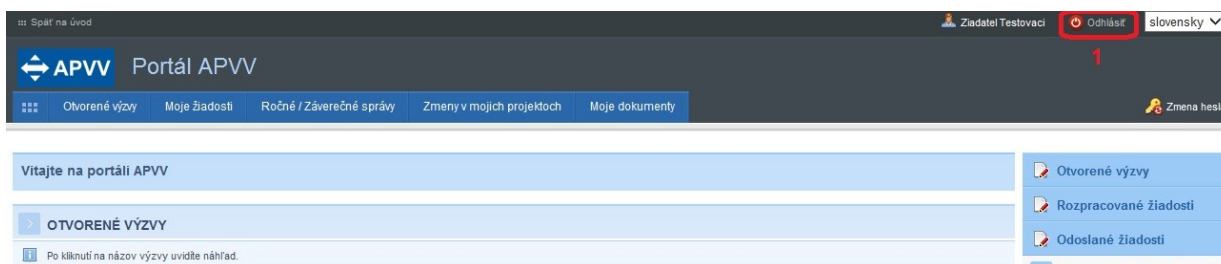 Späť na úvod
Ziadatel Testovaci
Odhlásiť
slovensky
1
APVV Portál APVV
Otvorené výzvy Moje žiadosti Ročné / Záverečné správy Zmeny v mojich projektoch Moje dokumenty
Zmena hesla
Vitajte na portáli APVV
Otvorené výzvy
Rozpracované žiadosti
OTVORENÉ VÝZVY
Odoslané žiadosti
Po kliknutí na názov výzvy uvidíte náhľad.